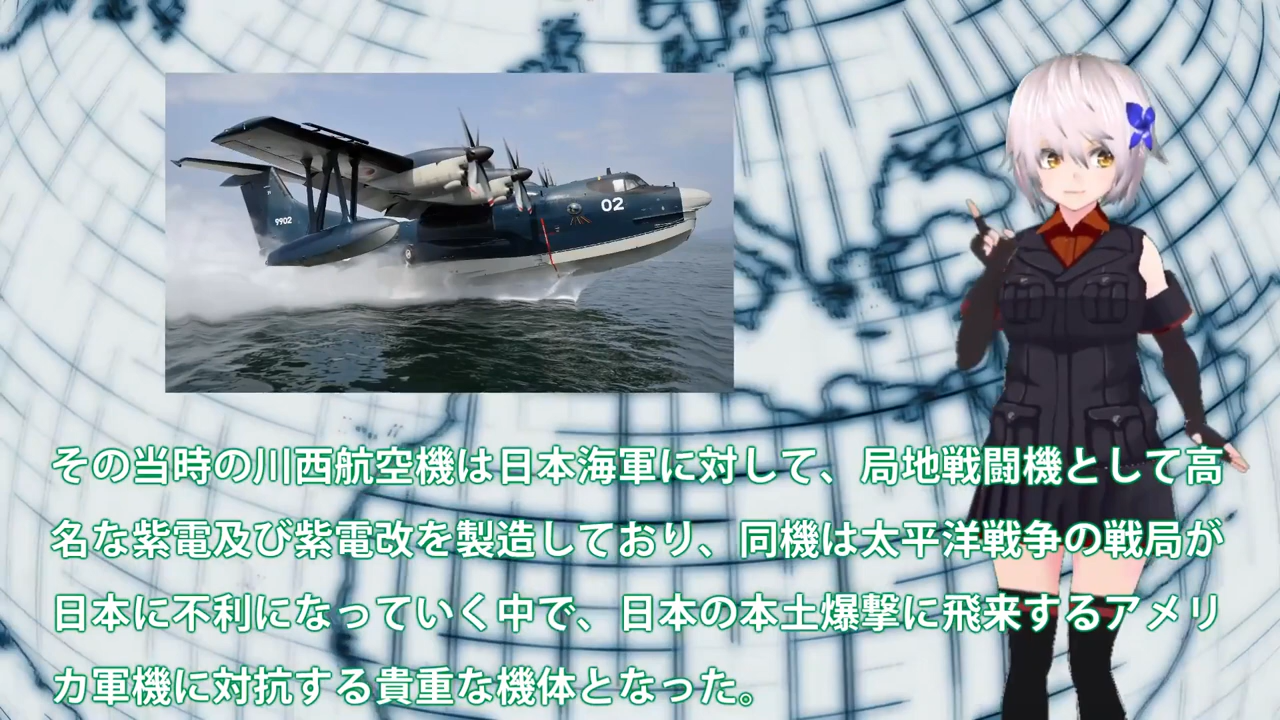 02
9902
その当時の川西航空機は日本海軍に対して、局地戦闘機として高
名な紫電及び紫電改を製造しており、同機は太平洋戦争の戦局が
日本に不利になっていく中で、日本の本土爆撃に飛来するアメリ
カ軍機に対抗する貴重な機体となった。